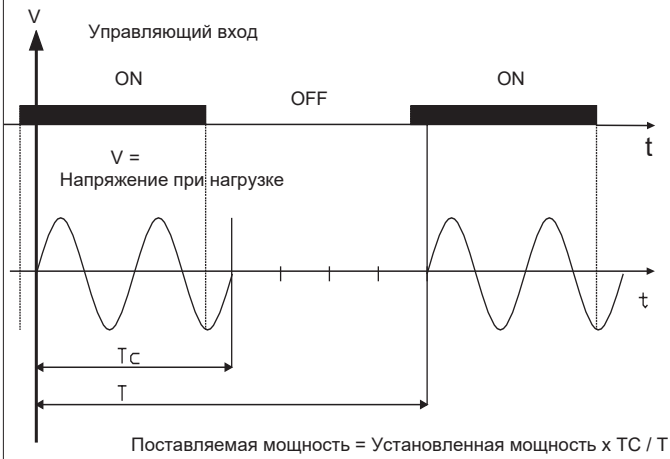 V
Управляющий вход
ON
OFF
ON
t
V =
Напряжение при нагрузке
t
Tc
T
Поставляемая мощность = Установленная мощность x TC / T